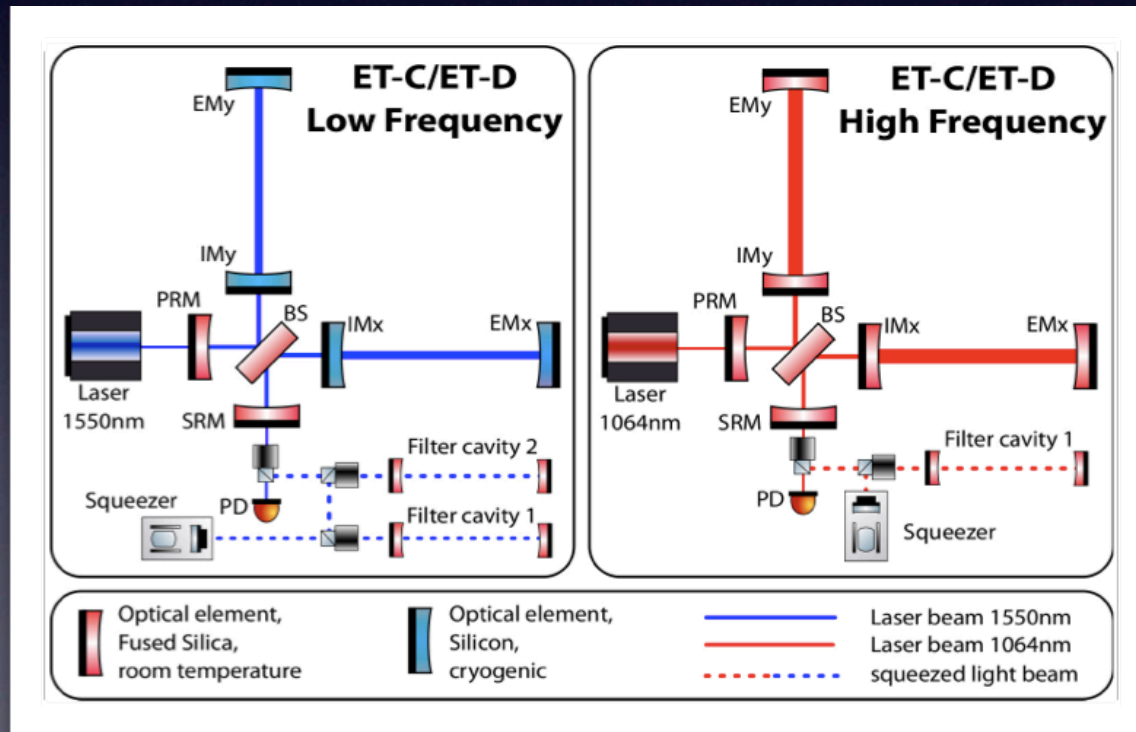 ET-C/ET-D
Low Frequency
EMy
IMy
PRM
BS
IMx
EMx
Laser
1550nm
SRM
Filter cavity 2
Squeezer
PD
Filter cavity 1
ET-C/ET-D
High Frequency
EMy
IMy
PRM
BS
IMx
EMx
Laser
1064nm
SRM
Filter cavity 1
PD
Squeezer
Optical element,
Fused Silica,
room temperature
Optical element,
Silicon,
cryogenic
Laser beam 1550nm
Laser beam 1064nm
squeezed light beam